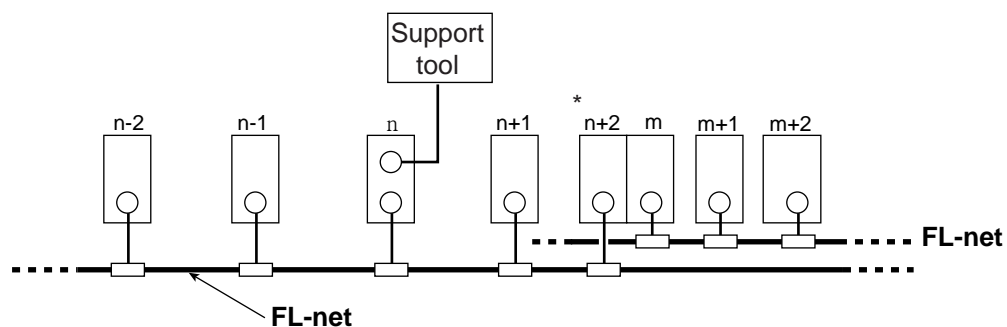 Support
tool
*
n-2
n-1
n
n+1
n+2
m
m+1
m+2
FL-net
FL-net